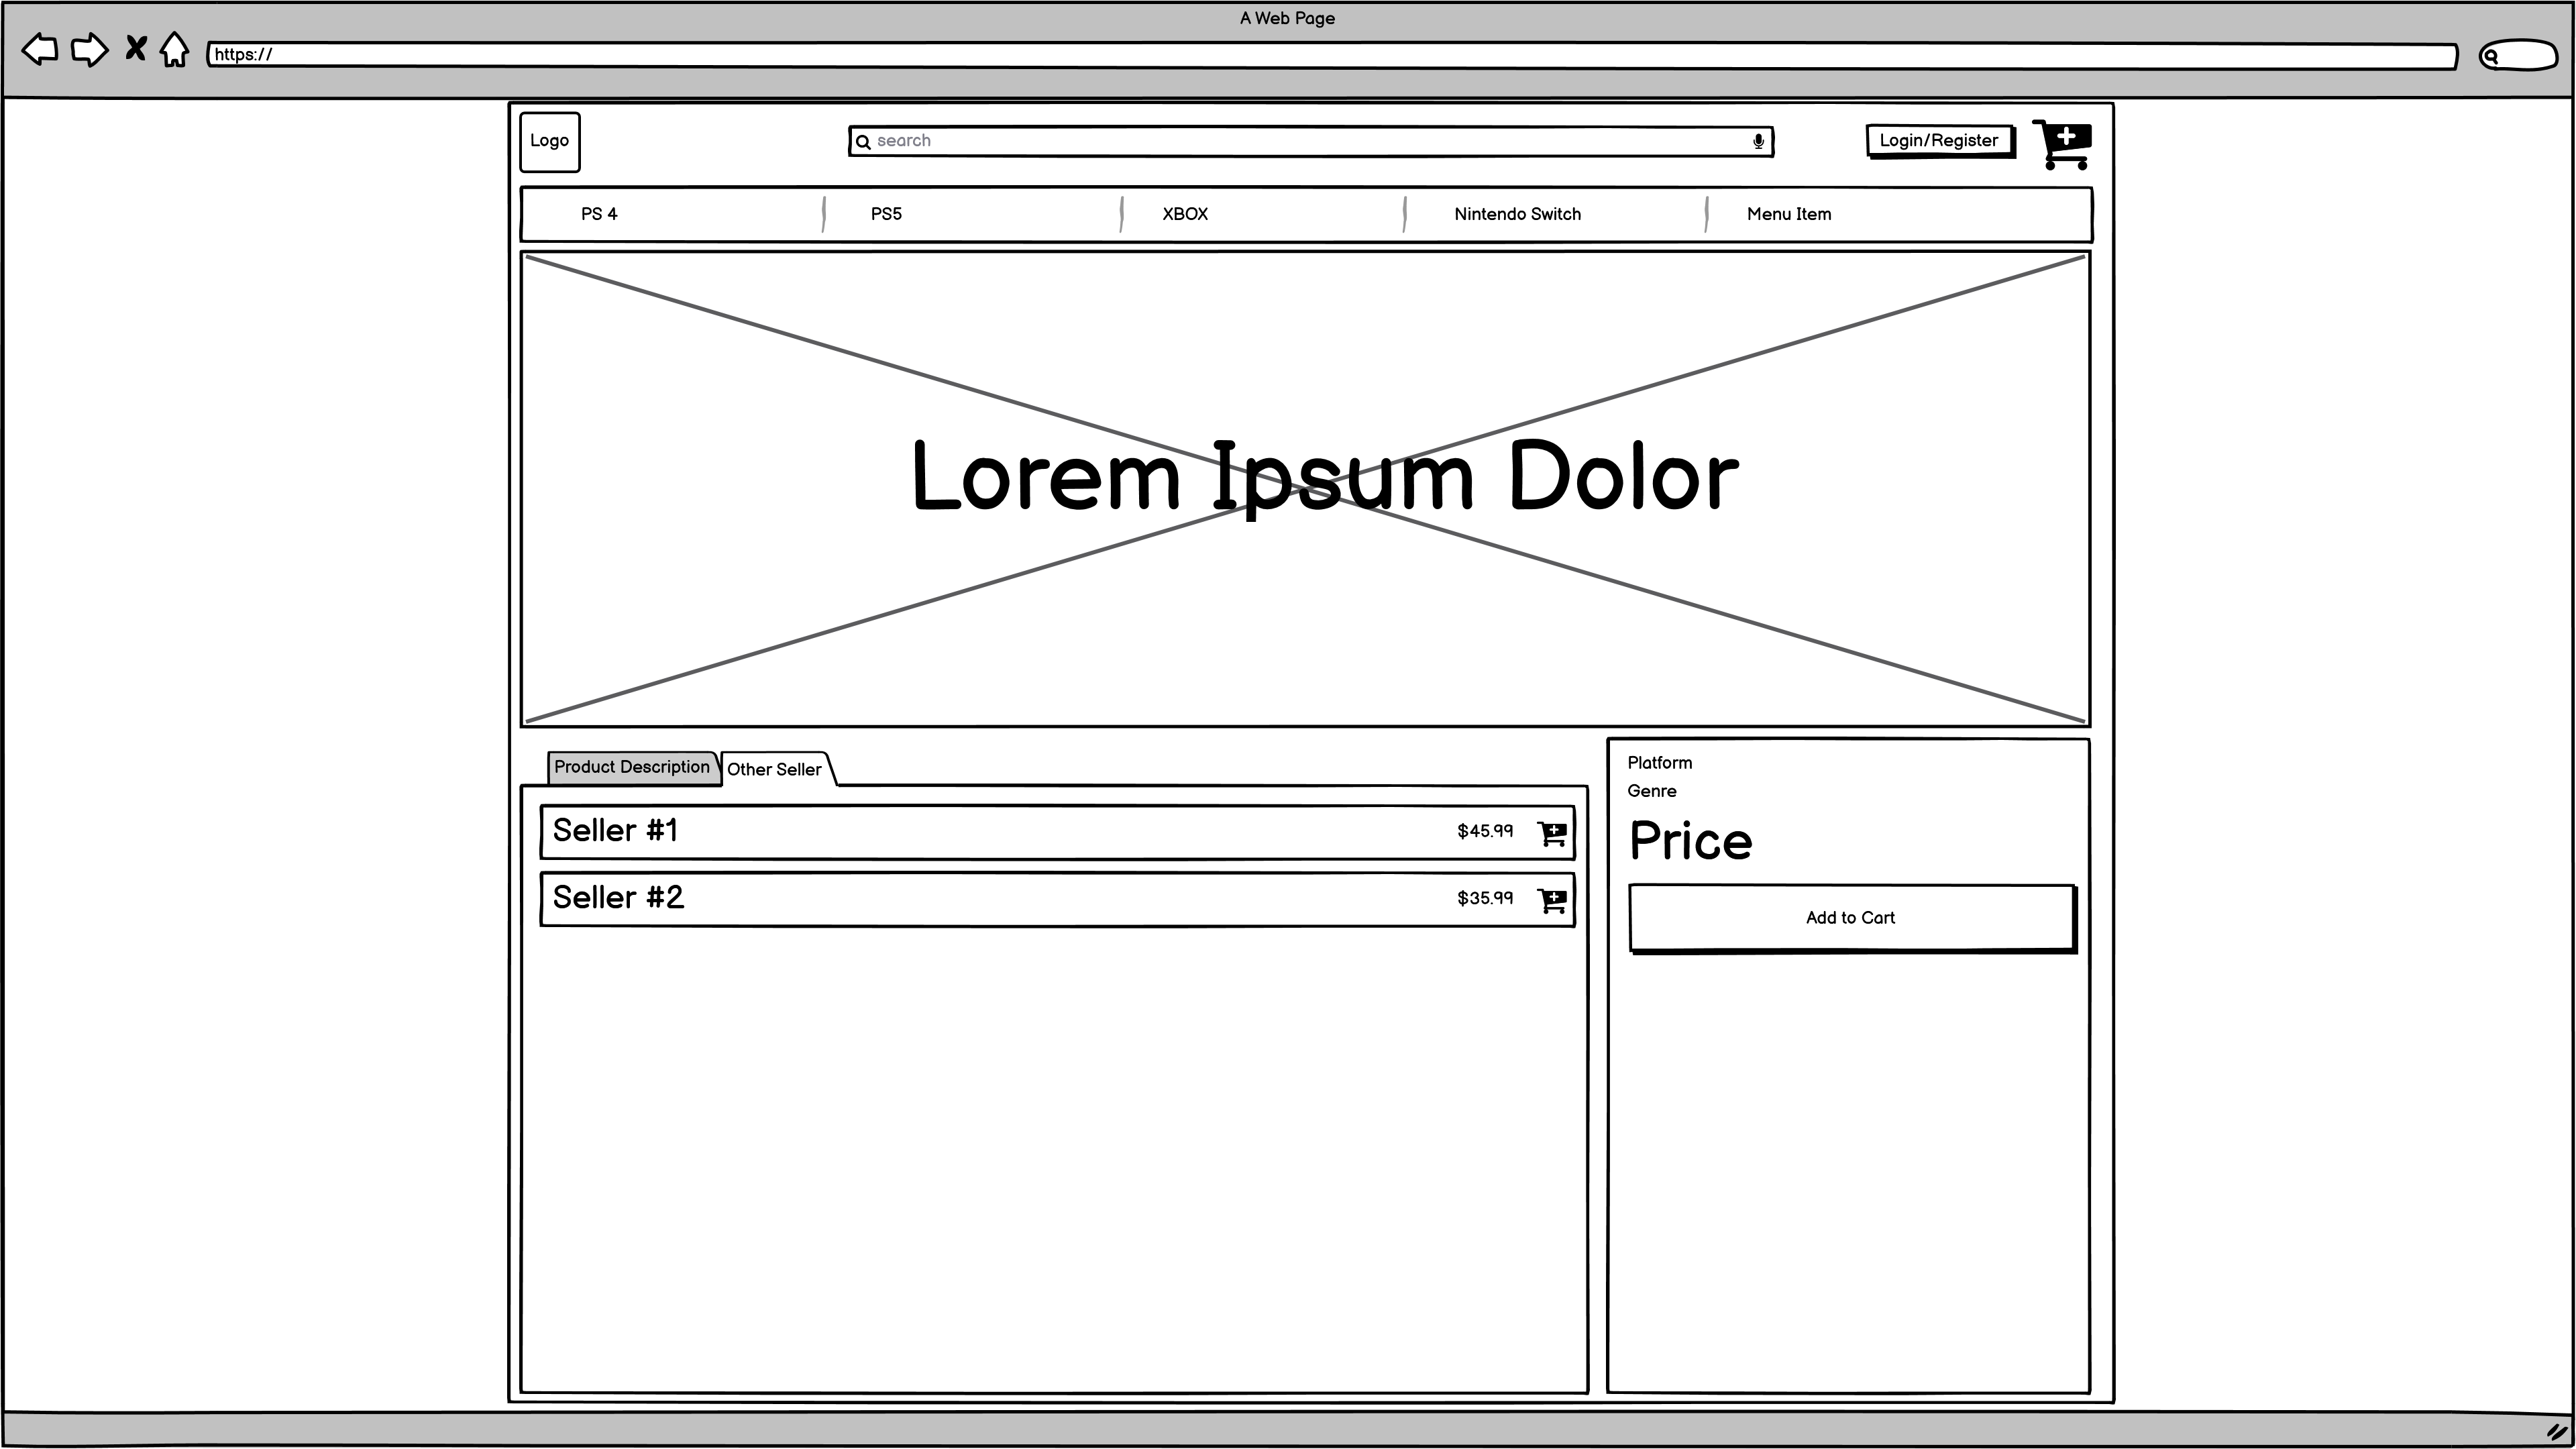 A Web Page
https://
Logo
search
Login/Register
PS 4
PS5
XBOX
Nintendo Switch
Menu Item
Lorem Ipsum Dolor
Product Description
Other Seller
Seller #1
$45.99
Seller #2
$35.99
Platform
Genre
Price
Add to Cart